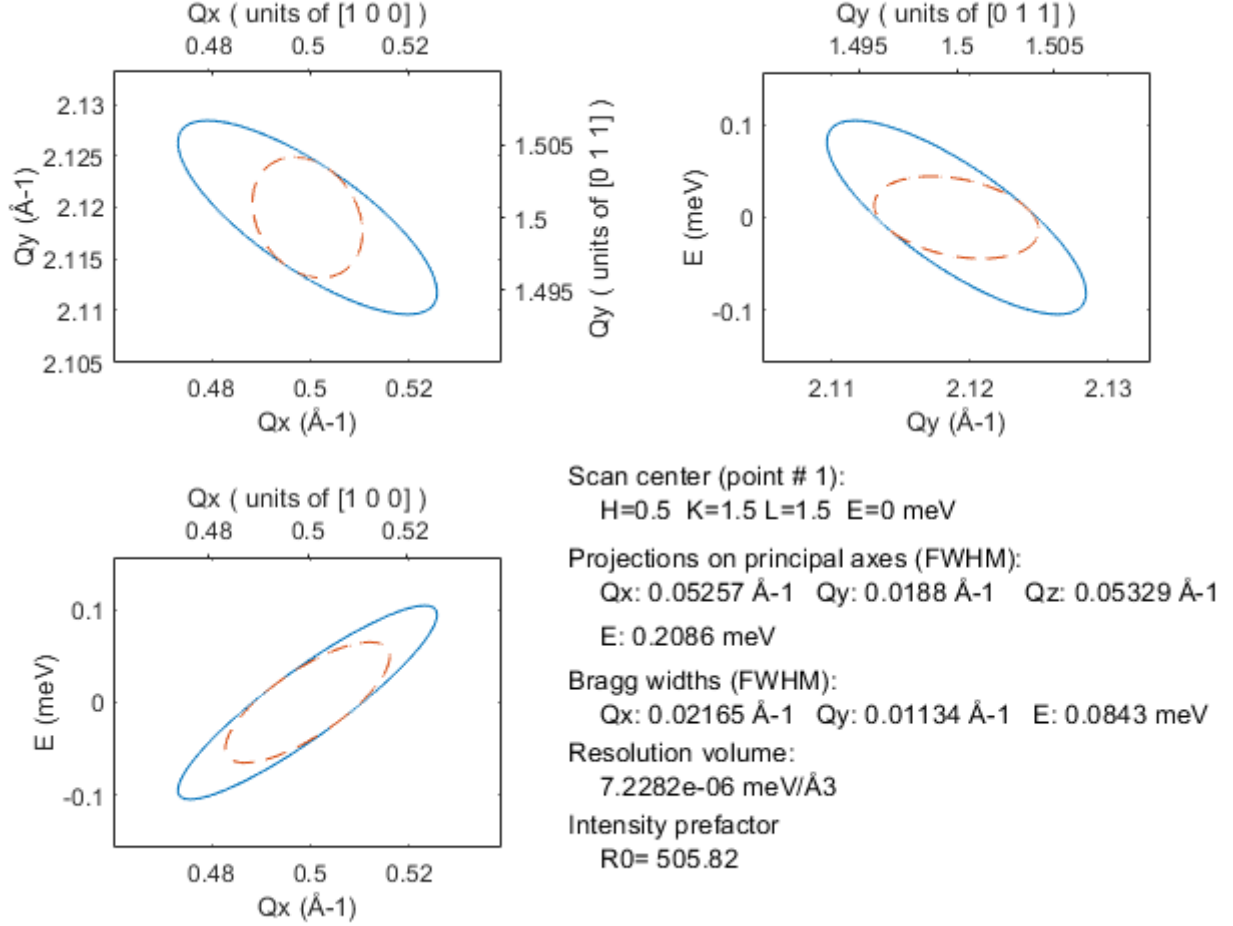 Qx ( units of [1 0 0] )
0.48 0.5 0.52
2.13
2.125
2.12
2.115
2.11
2.105
Qy (Å-1)
1.505
1.5
1.495
Qy ( units of [0 1 1] )
0.48 0.5 0.52
Qx (Å-1)
Qy ( units of [0 1 1] )
1.495 1.5 1.505
0.1
0
-0.1
E (meV)
2.11 2.12 2.13
Qy (Å-1)
Qx ( units of [1 0 0] )
0.48 0.5 0.52
0.1
0
-0.1
E (meV)
0.48 0.5 0.52
Qx (Å-1)
Scan center (point # 1):
H=0.5 K=1.5 L=1.5 E=0 meV
Projections on principal axes (FWHM):
Qx: 0.05257 Å-1 Qy: 0.0188 Å-1 Qz: 0.05329 Å-1
E: 0.2086 meV
Bragg widths (FWHM):
Qx: 0.02165 Å-1 Qy: 0.01134 Å-1 E: 0.0843 meV
Resolution volume:
7.2282e-06 meV/Å3
Intensity prefactor
R0= 505.82